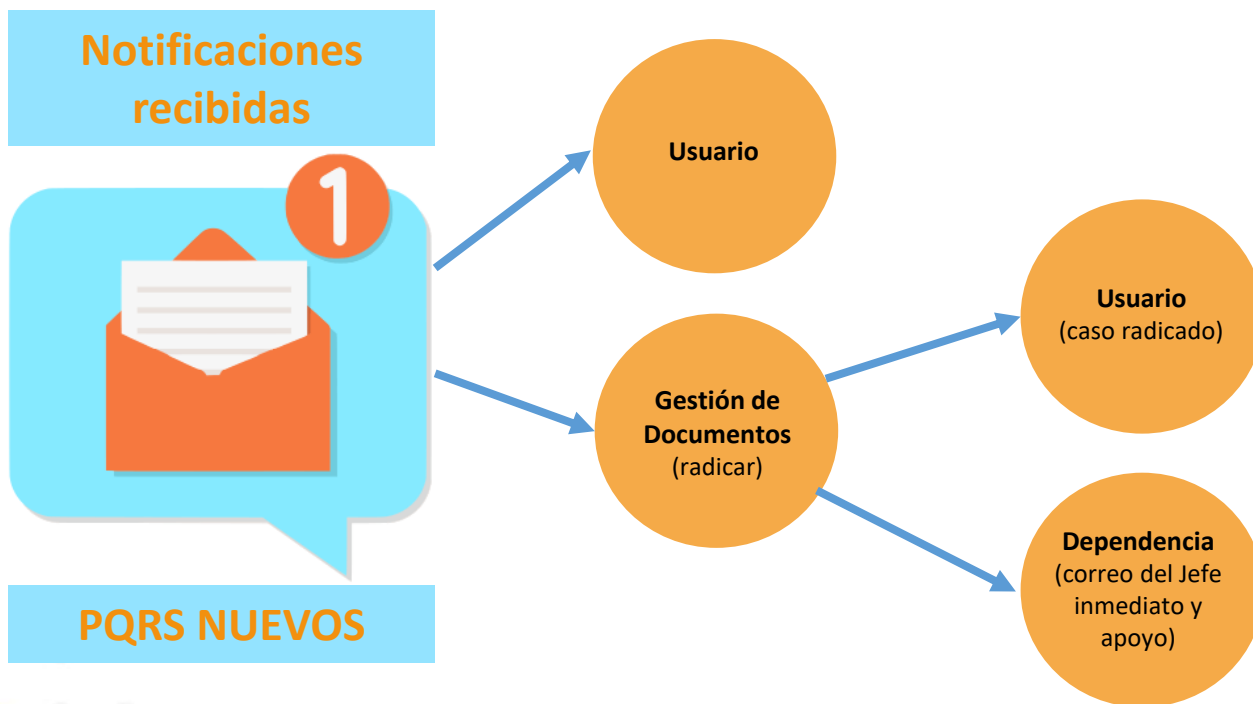 Notificaciones
recibidas
1
PQRS NUEVOS
Usuario
Gestión de
Documentos
(radicar)
Usuario
(caso radicado)
Dependencia
(correo del Jefe
inmediato y
apoyo)